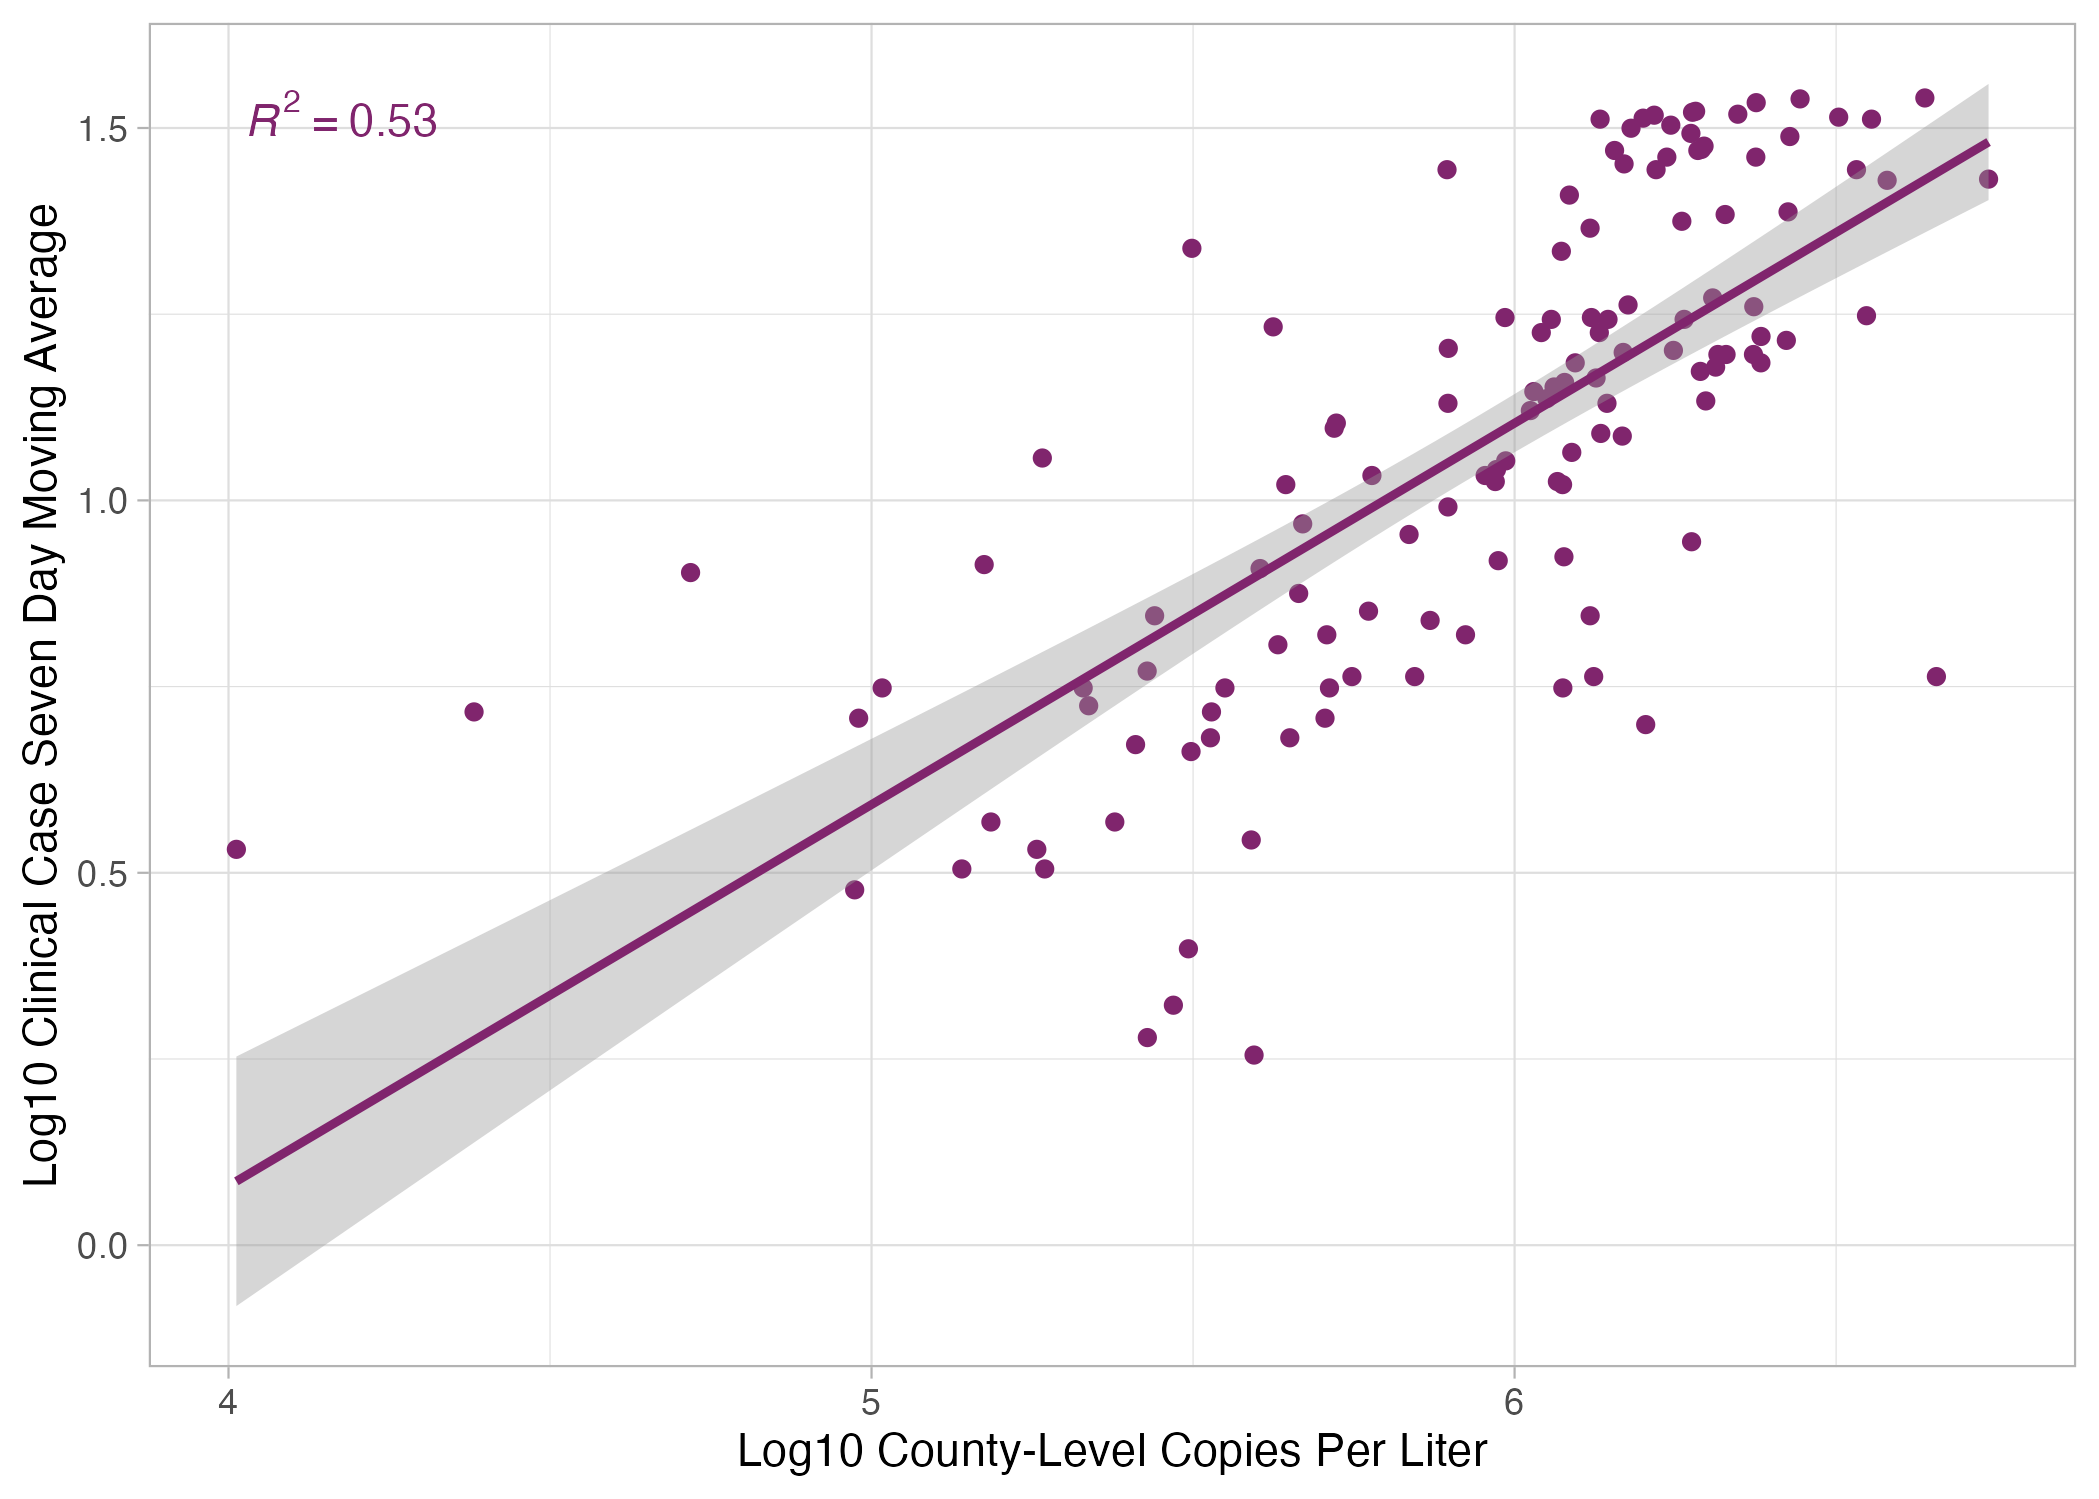 R² = 0.53
1.5
1.0
0.5
0.0
Log10 Clinical Case Seven Day Moving Average
4 5 6
Log10 County-Level Copies Per Liter